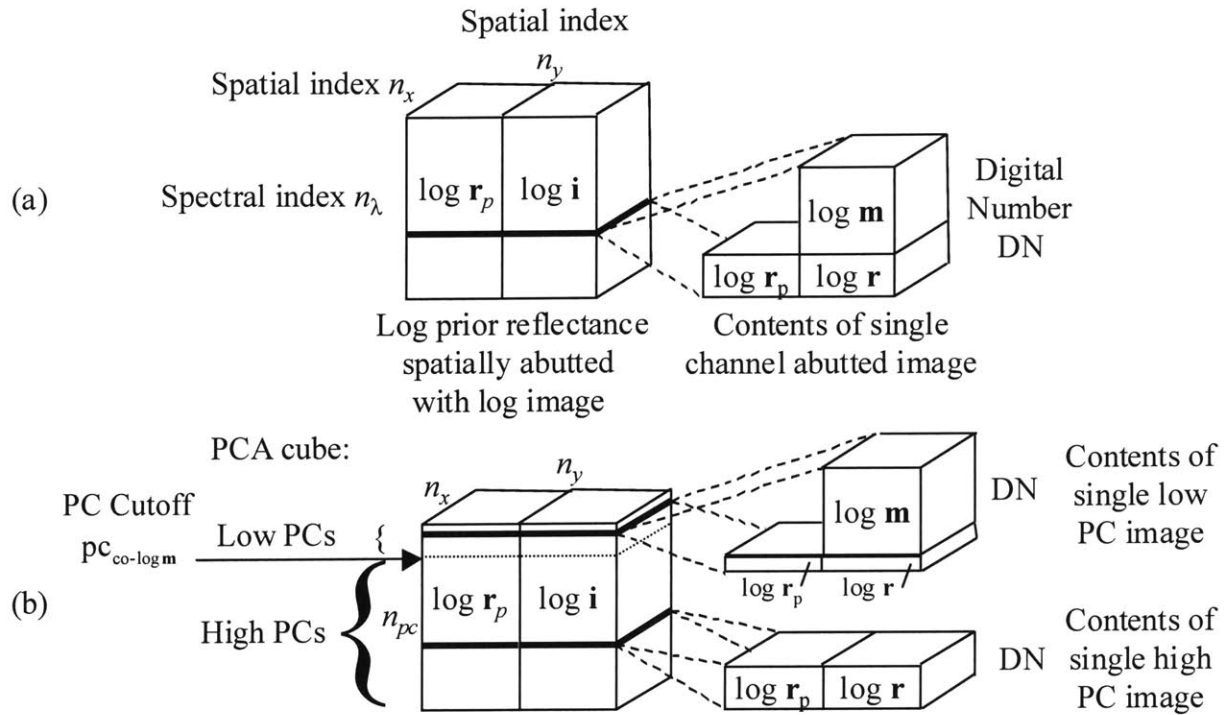 Spatial index
n_y
Spatial index n_x
(a)
Spectral index n_λ
log r_p
log i
log m
log r_p
log r
Digital
Number
DN
Log prior reflectance
spatially abutted
with log image
Contents of single
channel abutted image
(b)
PCA cube:
n_x
n_y
PC Cutoff
pc_co-log m
Low PCs {
High PCs {
n_pc
log r_p
log i
log m
log r_p
log r
DN
Contents of
single low
PC image
log r_p
log r
DN
Contents of
single high
PC image